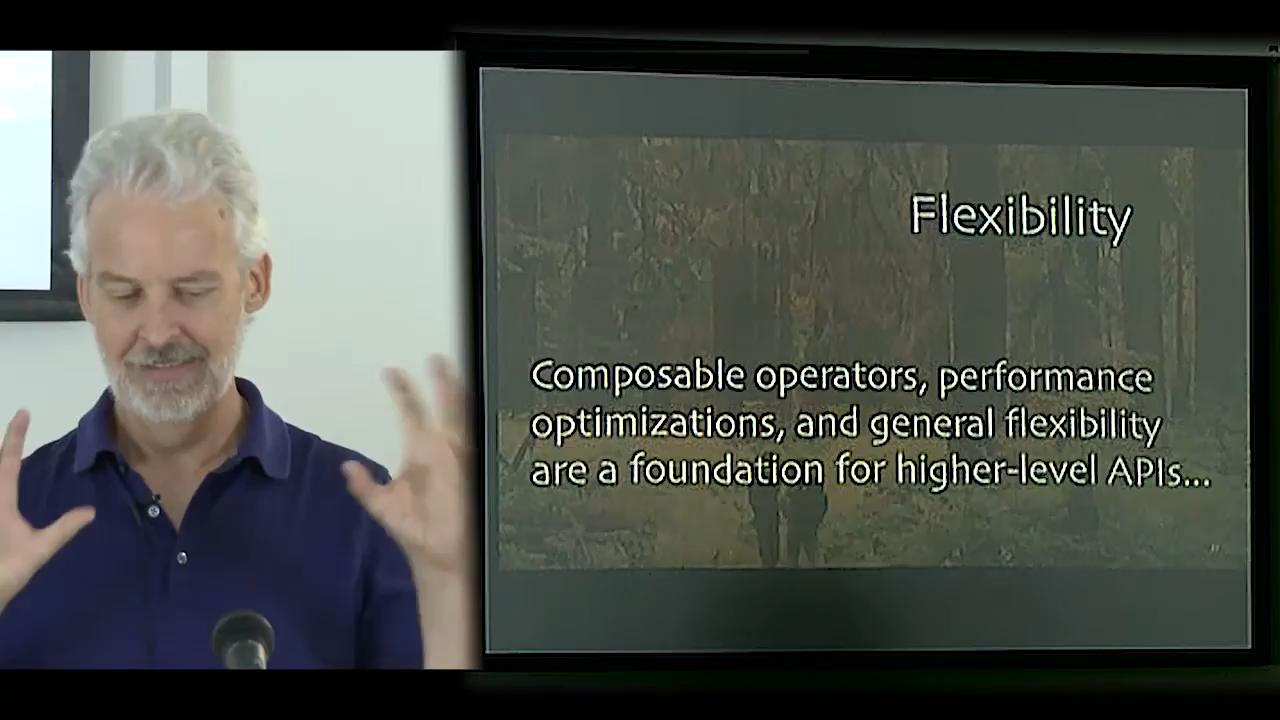 Flexibility
Composable operators, performance
optimizations, and general flexibility
are a foundation for higher-level APIs...